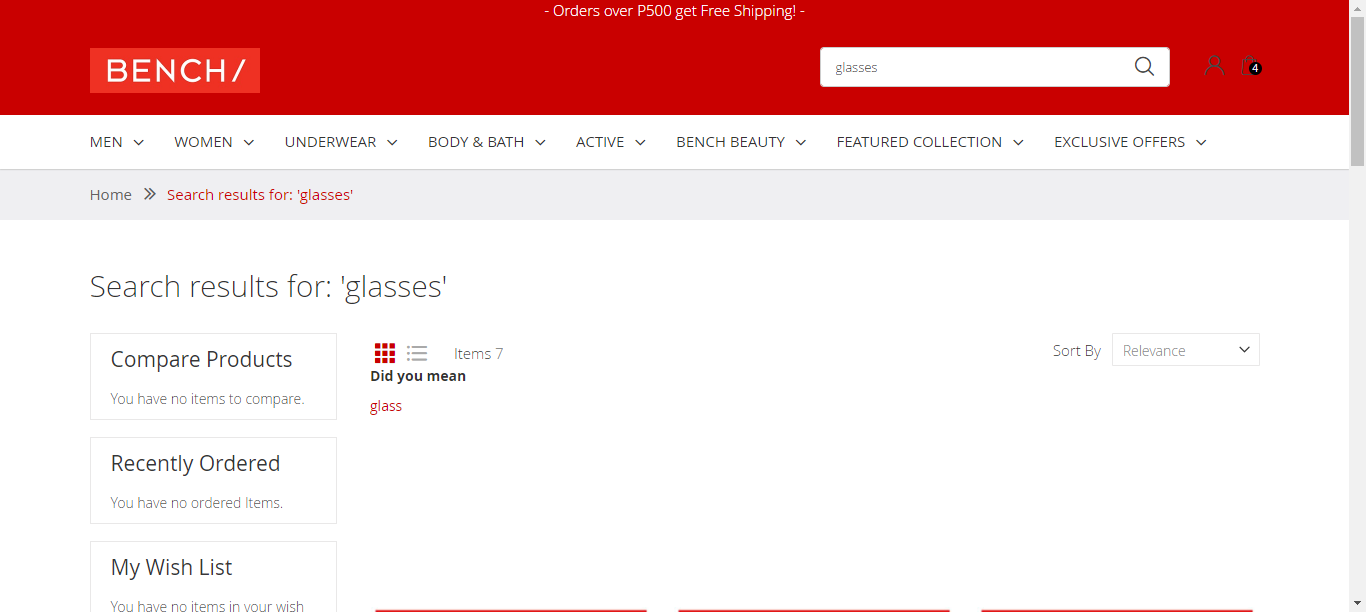 - Orders over P500 get Free Shipping! -
BENCH/
glasses
4
MEN WOMEN UNDERWEAR BODY & BATH ACTIVE BENCH BEAUTY FEATURED COLLECTION EXCLUSIVE OFFERS
Home Search results for: 'glasses'
Search results for: 'glasses'
Compare Products
You have no items to compare.
Recently Ordered
You have no ordered Items.
My Wish List
You have no items in your wish
Items 7
Sort By Relevance
Did you mean
glass